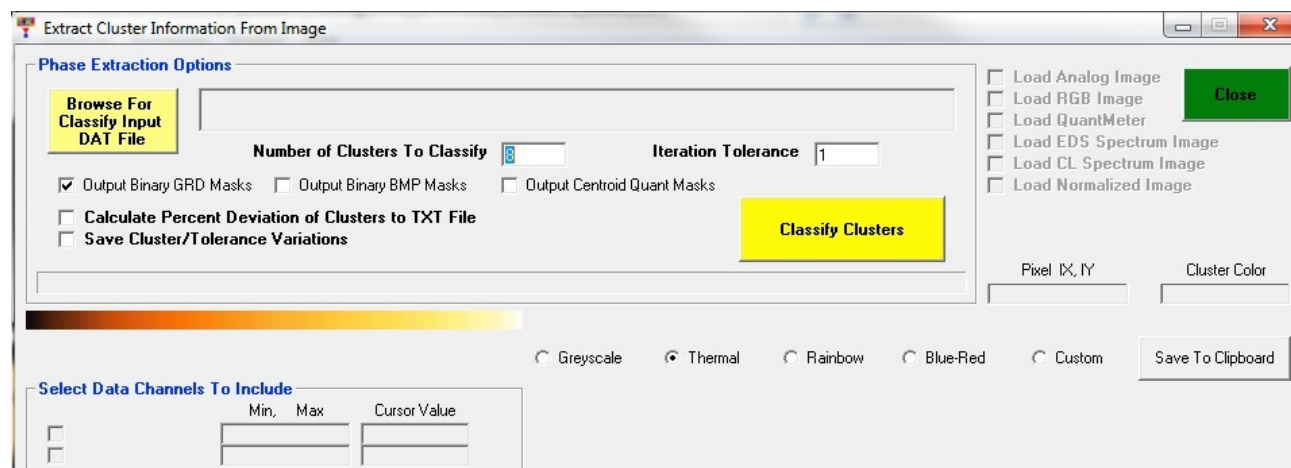 Extract Cluster Information From Image
Phase Extraction Options
Browse For
Classify Input
DAT File
Number of Clusters To Classify 8 Iteration Tolerance 1
Output Binary GRD Masks Output Binary BMP Masks Output Centroid Quant Masks
Calculate Percent Deviation of Clusters to TXT File
Save Cluster/Tolerance Variations
Classify Clusters
Load Analog Image
Load RGB Image
Load QuantMeter
Load EDS Spectrum Image
Load CL Spectrum Image
Load Normalized Image
Close
Pixel IX, IY Cluster Color
Greyscale Thermal Rainbow Blue-Red Custom Save To Clipboard
Select Data Channels To Include
Min, Max Cursor Value